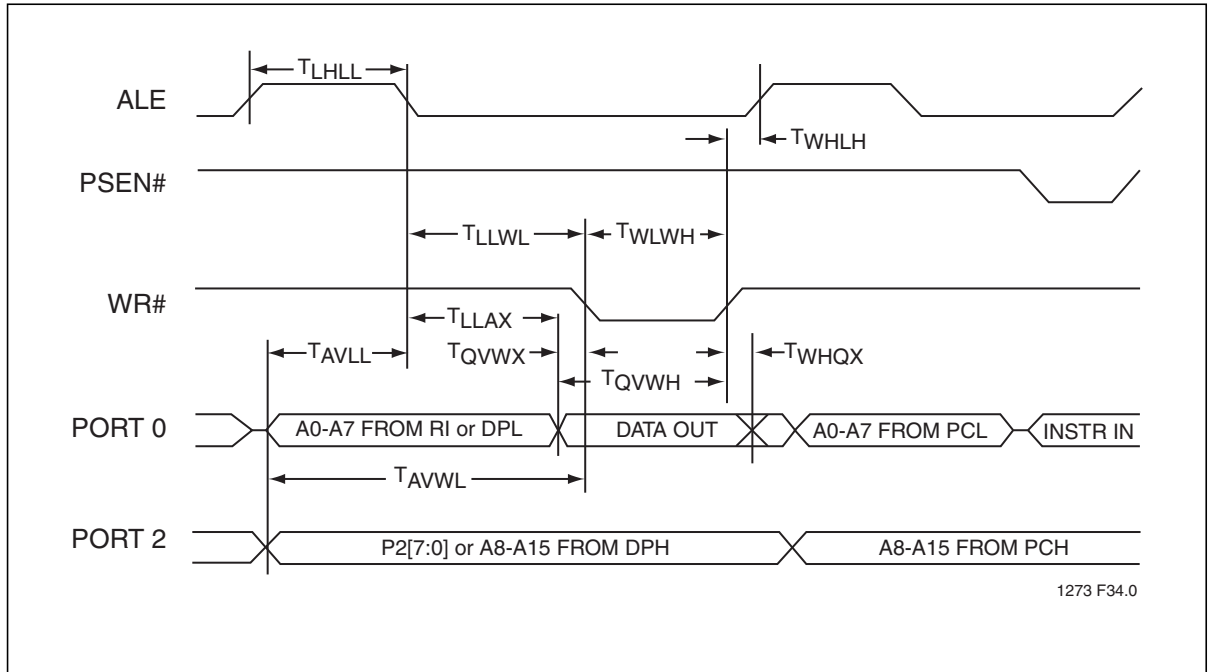 TLHLL
ALE
TWHLH
PSEN#
TLLWL TWLWH
WR#
TLLAX
TAVLL TQVWX TWHQX
TQVWH
PORT 0 A0-A7 FROM RI or DPL DATA OUT A0-A7 FROM PCL INSTR IN
TAVWL
PORT 2 P2[7:0] or A8-A15 FROM DPH A8-A15 FROM PCH
1273 F34.0